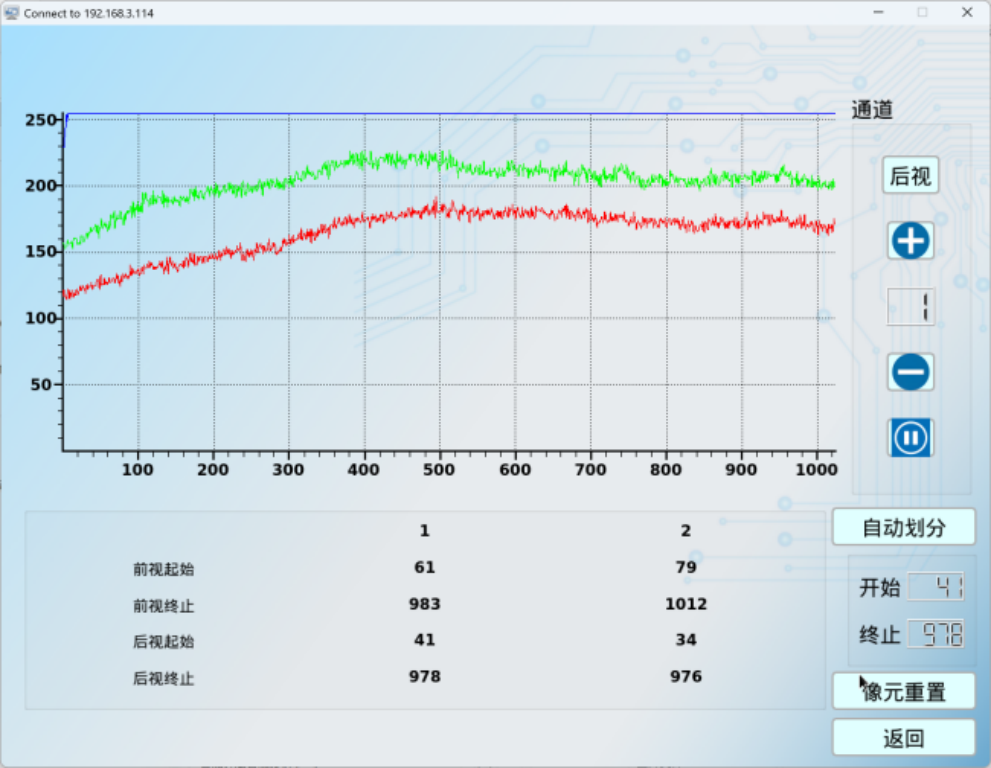 Connect to 192.168.3.114
通道
250
200
150
100
50
100 200 300 400 500 600 700 800 900 1000
后视
1
自动划分
1 2
前视起始 61 79
前视终止 983 1012
后视起始 41 34
后视终止 978 976
开始 41
终止 978
像元重置
返回